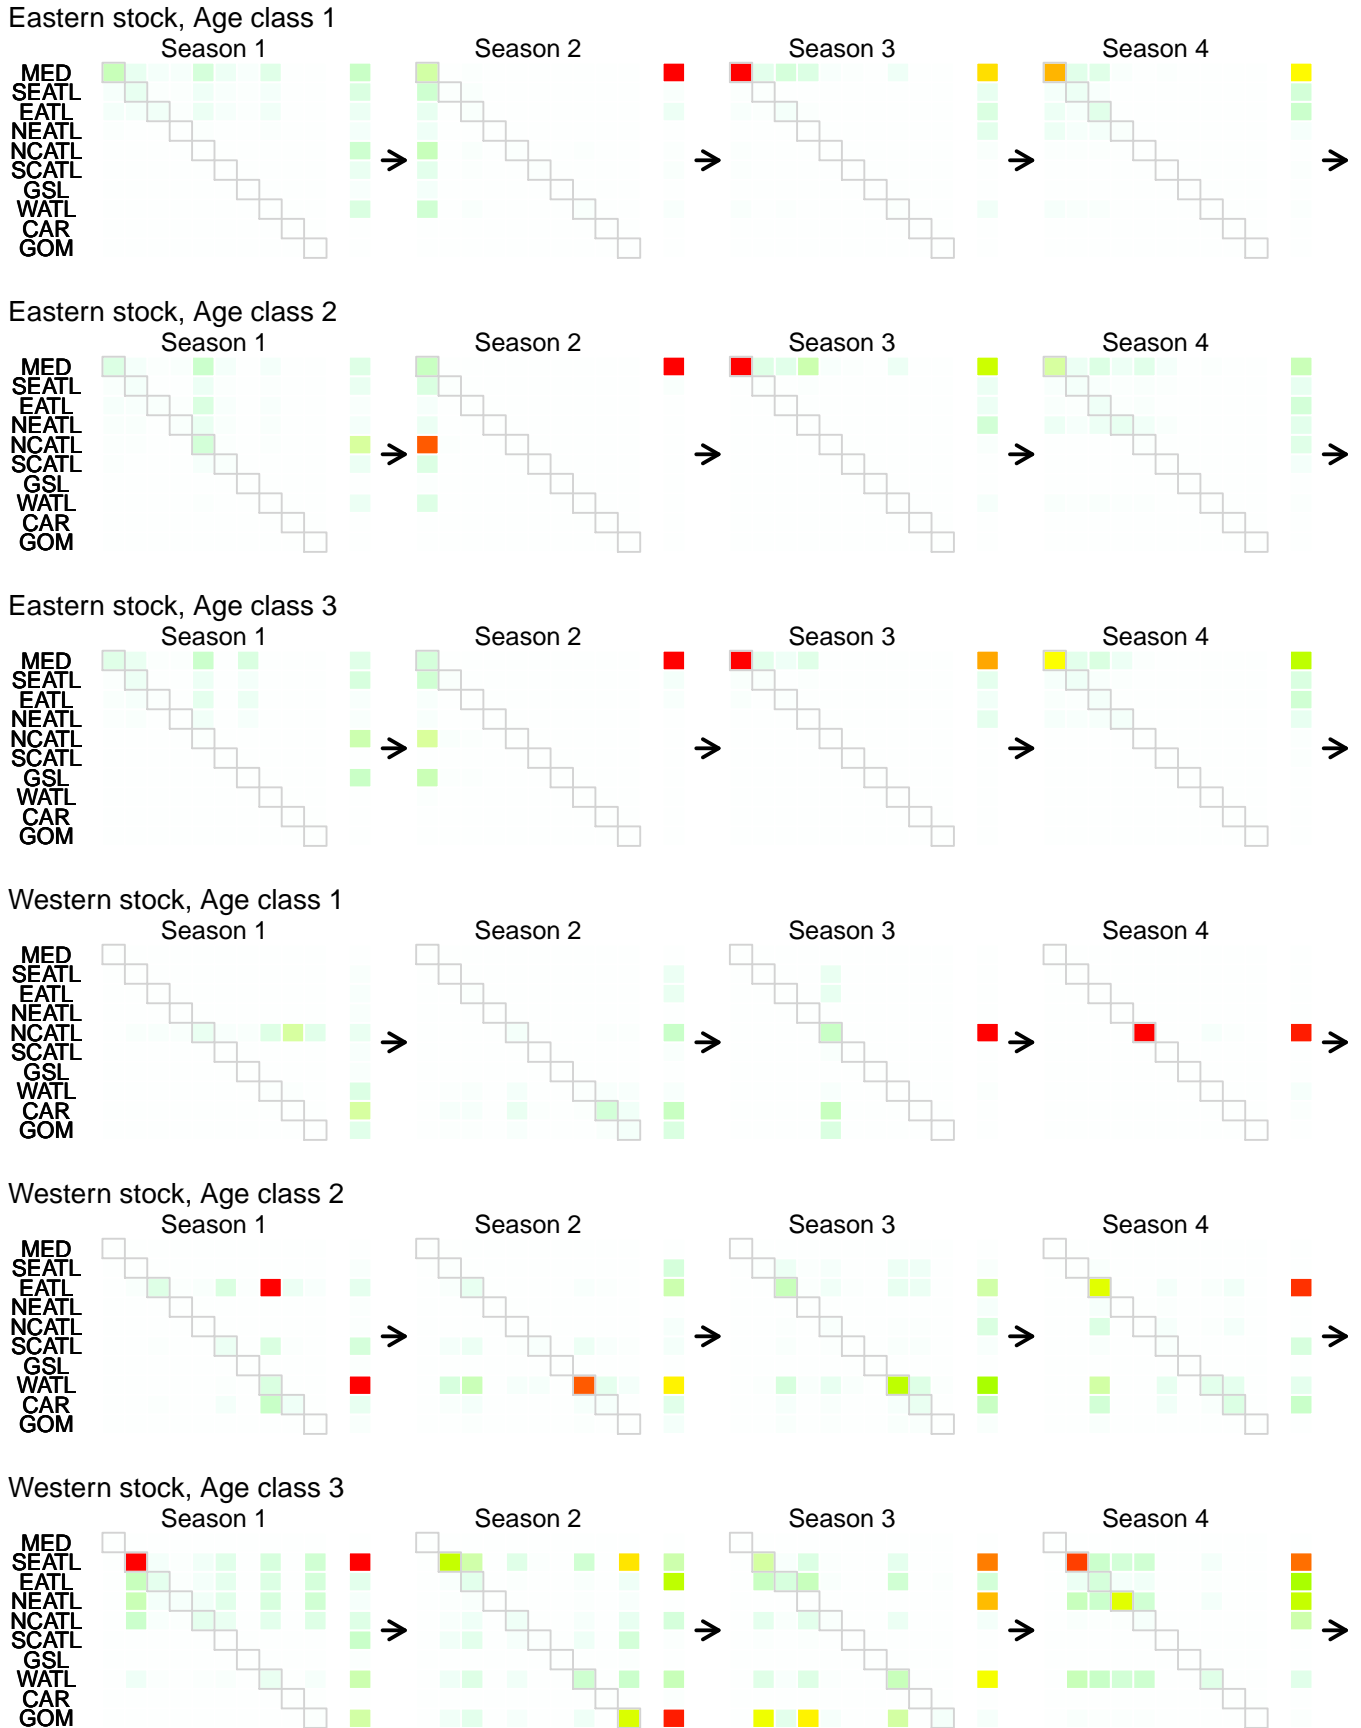 Eastern stock, Age class 1
Season 1 Season 2 Season 3 Season 4
MED
SEATL
EATL
NEATL
NCATL
SCATL
GSL
WATL
CAR
GOM
Eastern stock, Age class 2
Season 1 Season 2 Season 3 Season 4
MED
SEATL
EATL
NEATL
NCATL
SCATL
GSL
WATL
CAR
GOM
Eastern stock, Age class 3
Season 1 Season 2 Season 3 Season 4
MED
SEATL
EATL
NEATL
NCATL
SCATL
GSL
WATL
CAR
GOM
Western stock, Age class 1
Season 1 Season 2 Season 3 Season 4
MED
SEATL
EATL
NEATL
NCATL
SCATL
GSL
WATL
CAR
GOM
Western stock, Age class 2
Season 1 Season 2 Season 3 Season 4
MED
SEATL
EATL
NEATL
NCATL
SCATL
GSL
WATL
CAR
GOM
Western stock, Age class 3
Season 1 Season 2 Season 3 Season 4
MED
SEATL
EATL
NEATL
NCATL
SCATL
GSL
WATL
CAR
GOM